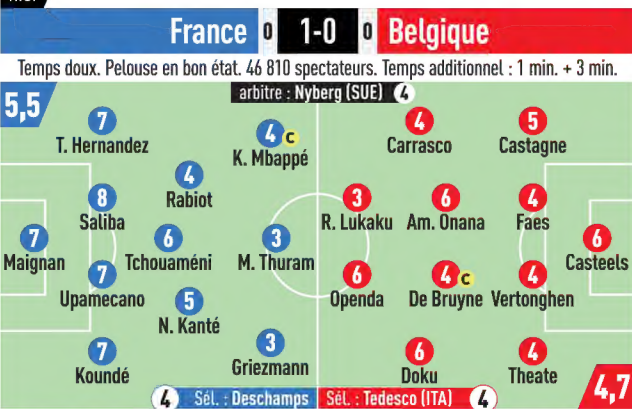 France 0 1-0 0 Belgique
Temps doux. Pelouse en bon état. 46 810 spectateurs. Temps additionnel : 1 min. + 3 min.
arbitre : Nyberg (SUE) 4
5,5
7
T. Hernandez
4 C
K. Mbappé
4
Carrasco
5
Castagne
4
Rabiot
8
Saliba
3
R. Lukaku
6
Am. Onana
4
Faes
7
Maignan
6
Tchouaméni
3
M. Thuram
6
Casteels
7
Upamecano
5
N. Kanté
6
Openda
4 C
De Bruyne
4
Vertonghen
7
Koundé
3
Griezmann
6
Doku
4
Theate
4 Sél. : Deschamps
Sél. : Tedesco (ITA) 4
4,7